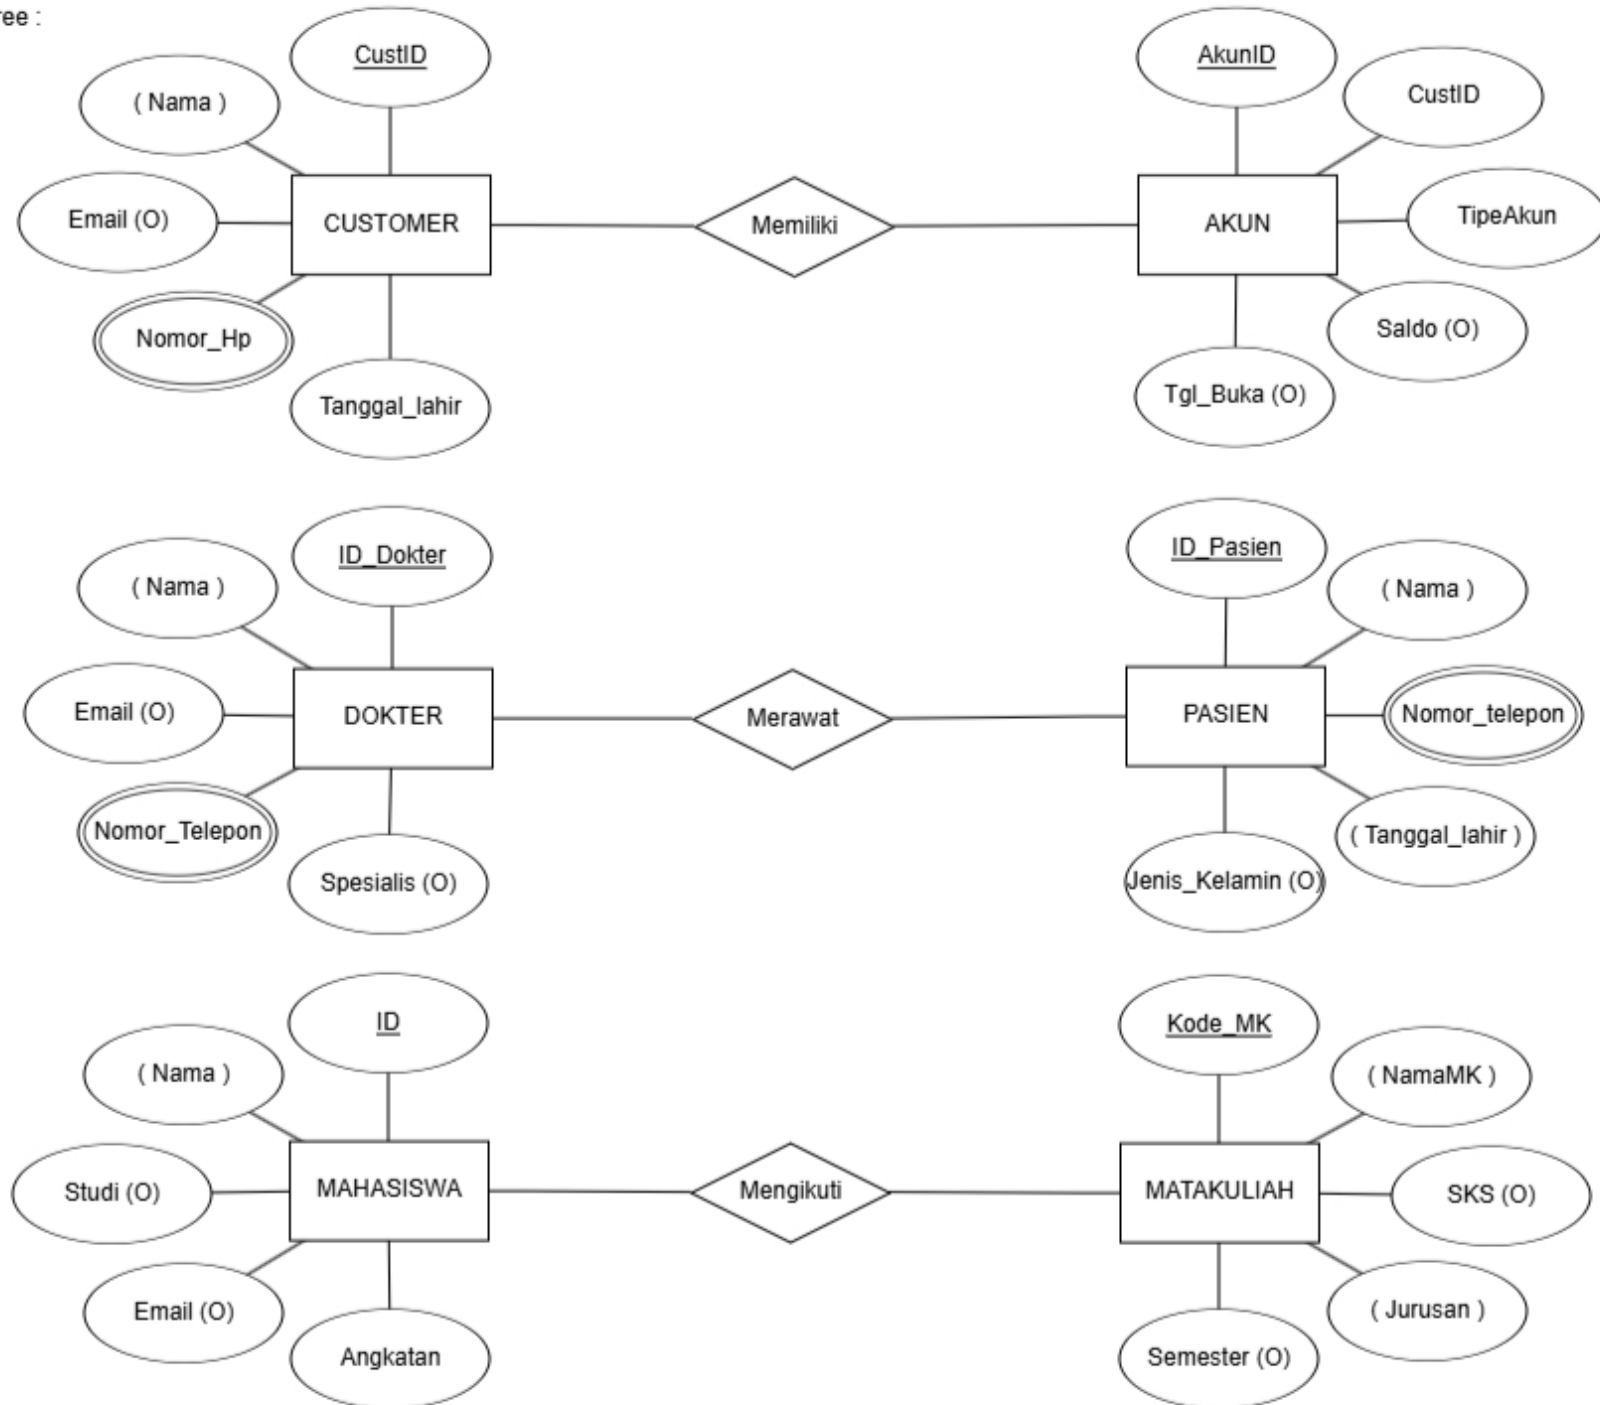 ree :
CustID
AkunID
( Nama )
CustID
Email (O)
CUSTOMER
Memiliki
AKUN
TipeAkun
Nomor_Hp
Saldo (O)
Tanggal_lahir
Tgl_Buka (O)
ID_Dokter
ID_Pasien
( Nama )
( Nama )
Email (O)
DOKTER
Merawat
PASIEN
Nomor_telepon
Nomor_Telepon
( Tanggal_lahir )
Spesialis (O)
Jenis_Kelamin (O)
ID
Kode_MK
( Nama )
( NamaMK )
Studi (O)
MAHASISWA
Mengikuti
MATAKULIAH
SKS (O)
Email (O)
( Jurusan )
Angkatan
Semester (O)